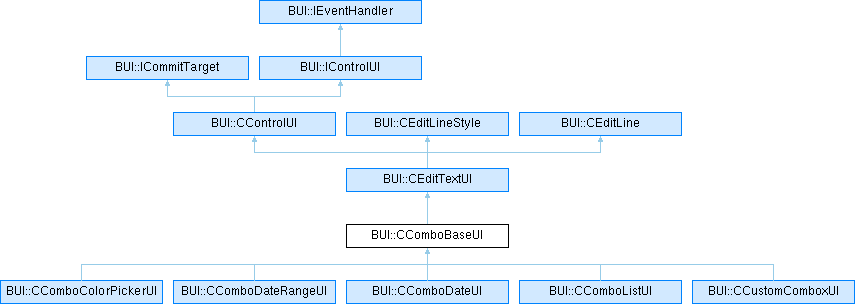 BUI::IEventHandler
BUI::ICommitTarget
BUI::IControlUI
BUI::CControlUI
BUI::CEditLineStyle
BUI::CEditLine
BUI::CEditTextUI
BUI::CComboBaseUI
BUI::CComboColorPickerUI
BUI::CComboDateRangeUI
BUI::CComboDateUI
BUI::CComboListUI
BUI::CCustomComboxUI